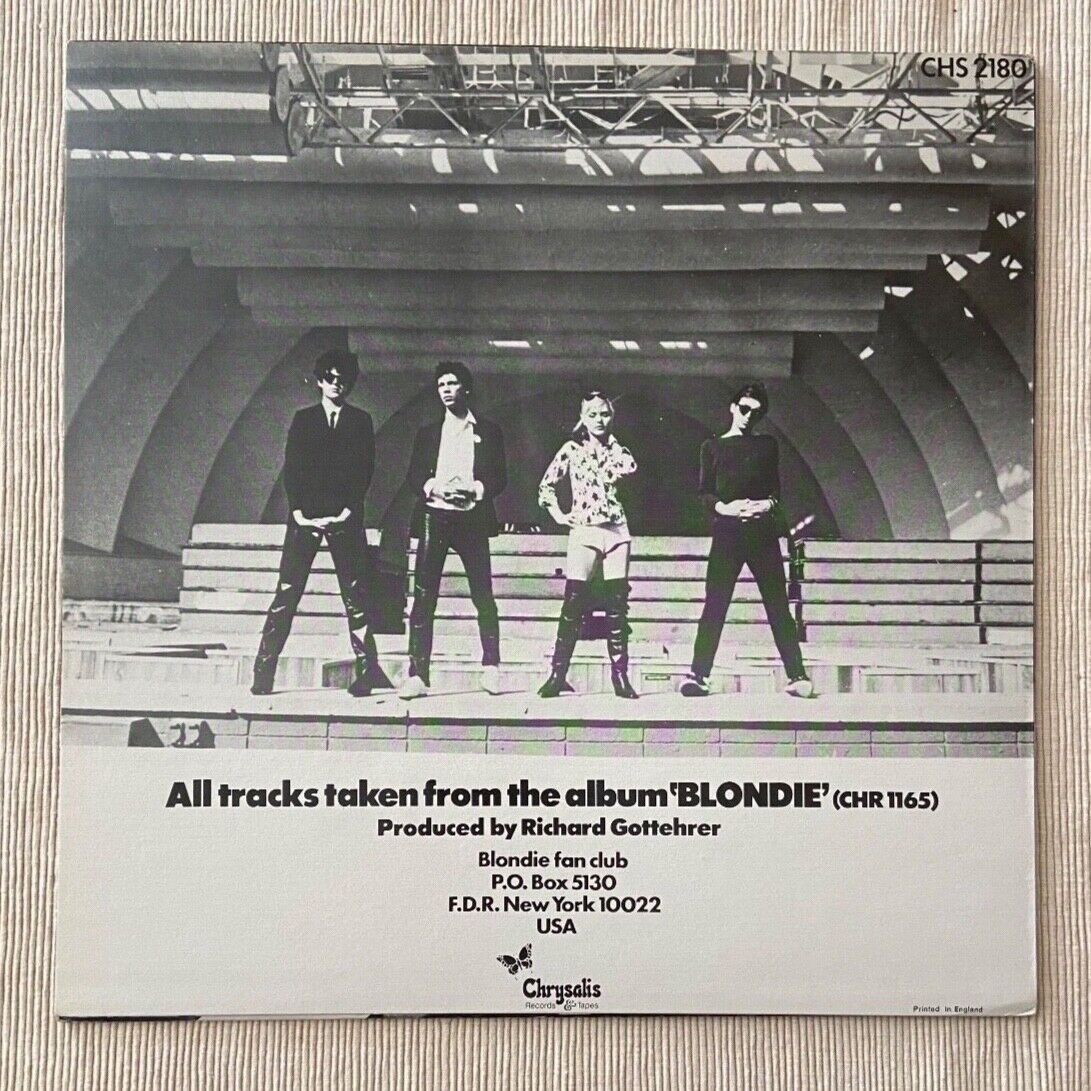 CHS 2180
All tracks taken from the album ‘BLONDIE’ (CHR 1165)
Produced by Richard Gottehrer
Blondie fan club
P.O. Box 5130
F.D.R. New York 10022
USA
Chrysalis
Records & Tapes
Printed in England